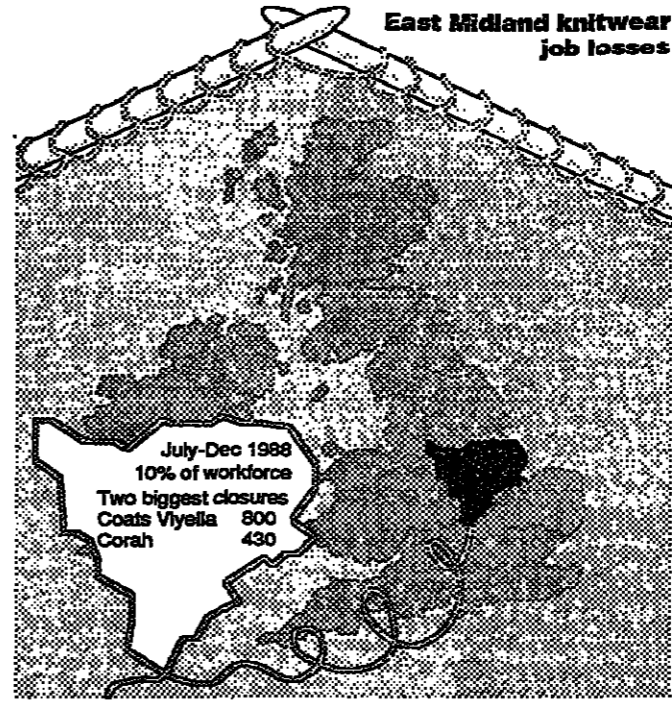 East Midland knitwear
job losses
July-Dec 1988
10% of workforce
Two biggest closures
Coats Viyella 800
Corah 430